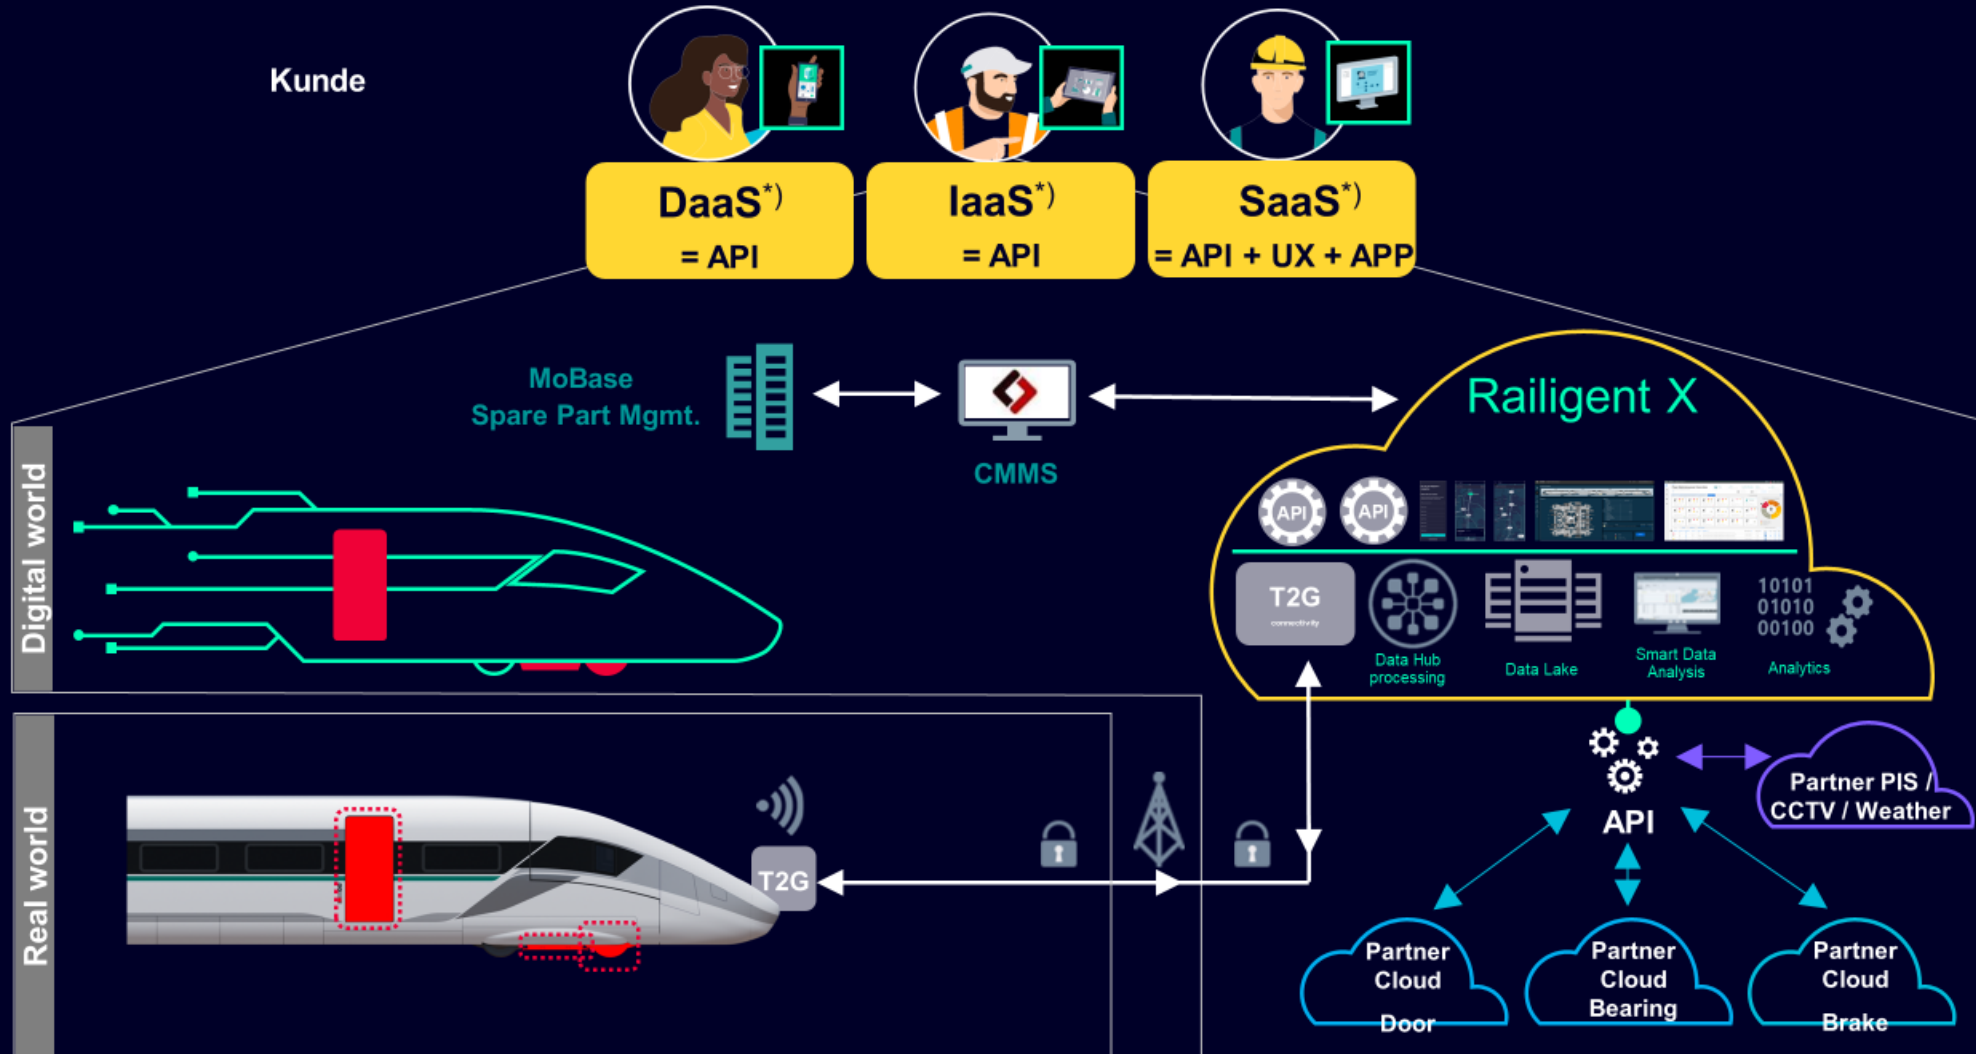 Kunde
DaaS*)
= API
IaaS*)
= API
SaaS*)
= API + UX + APP
MoBase
Spare Part Mgmt.
CMMS
Railigent X
API
API
T2G
connectivity
Data Hub
processing
Data Lake
Smart Data
Analysis
10101
01010
00100
Analytics
Digital world
Real world
T2G
API
Partner PIS /
CCTV / Weather
Partner
Cloud
Door
Partner
Cloud
Bearing
Partner
Cloud
Brake